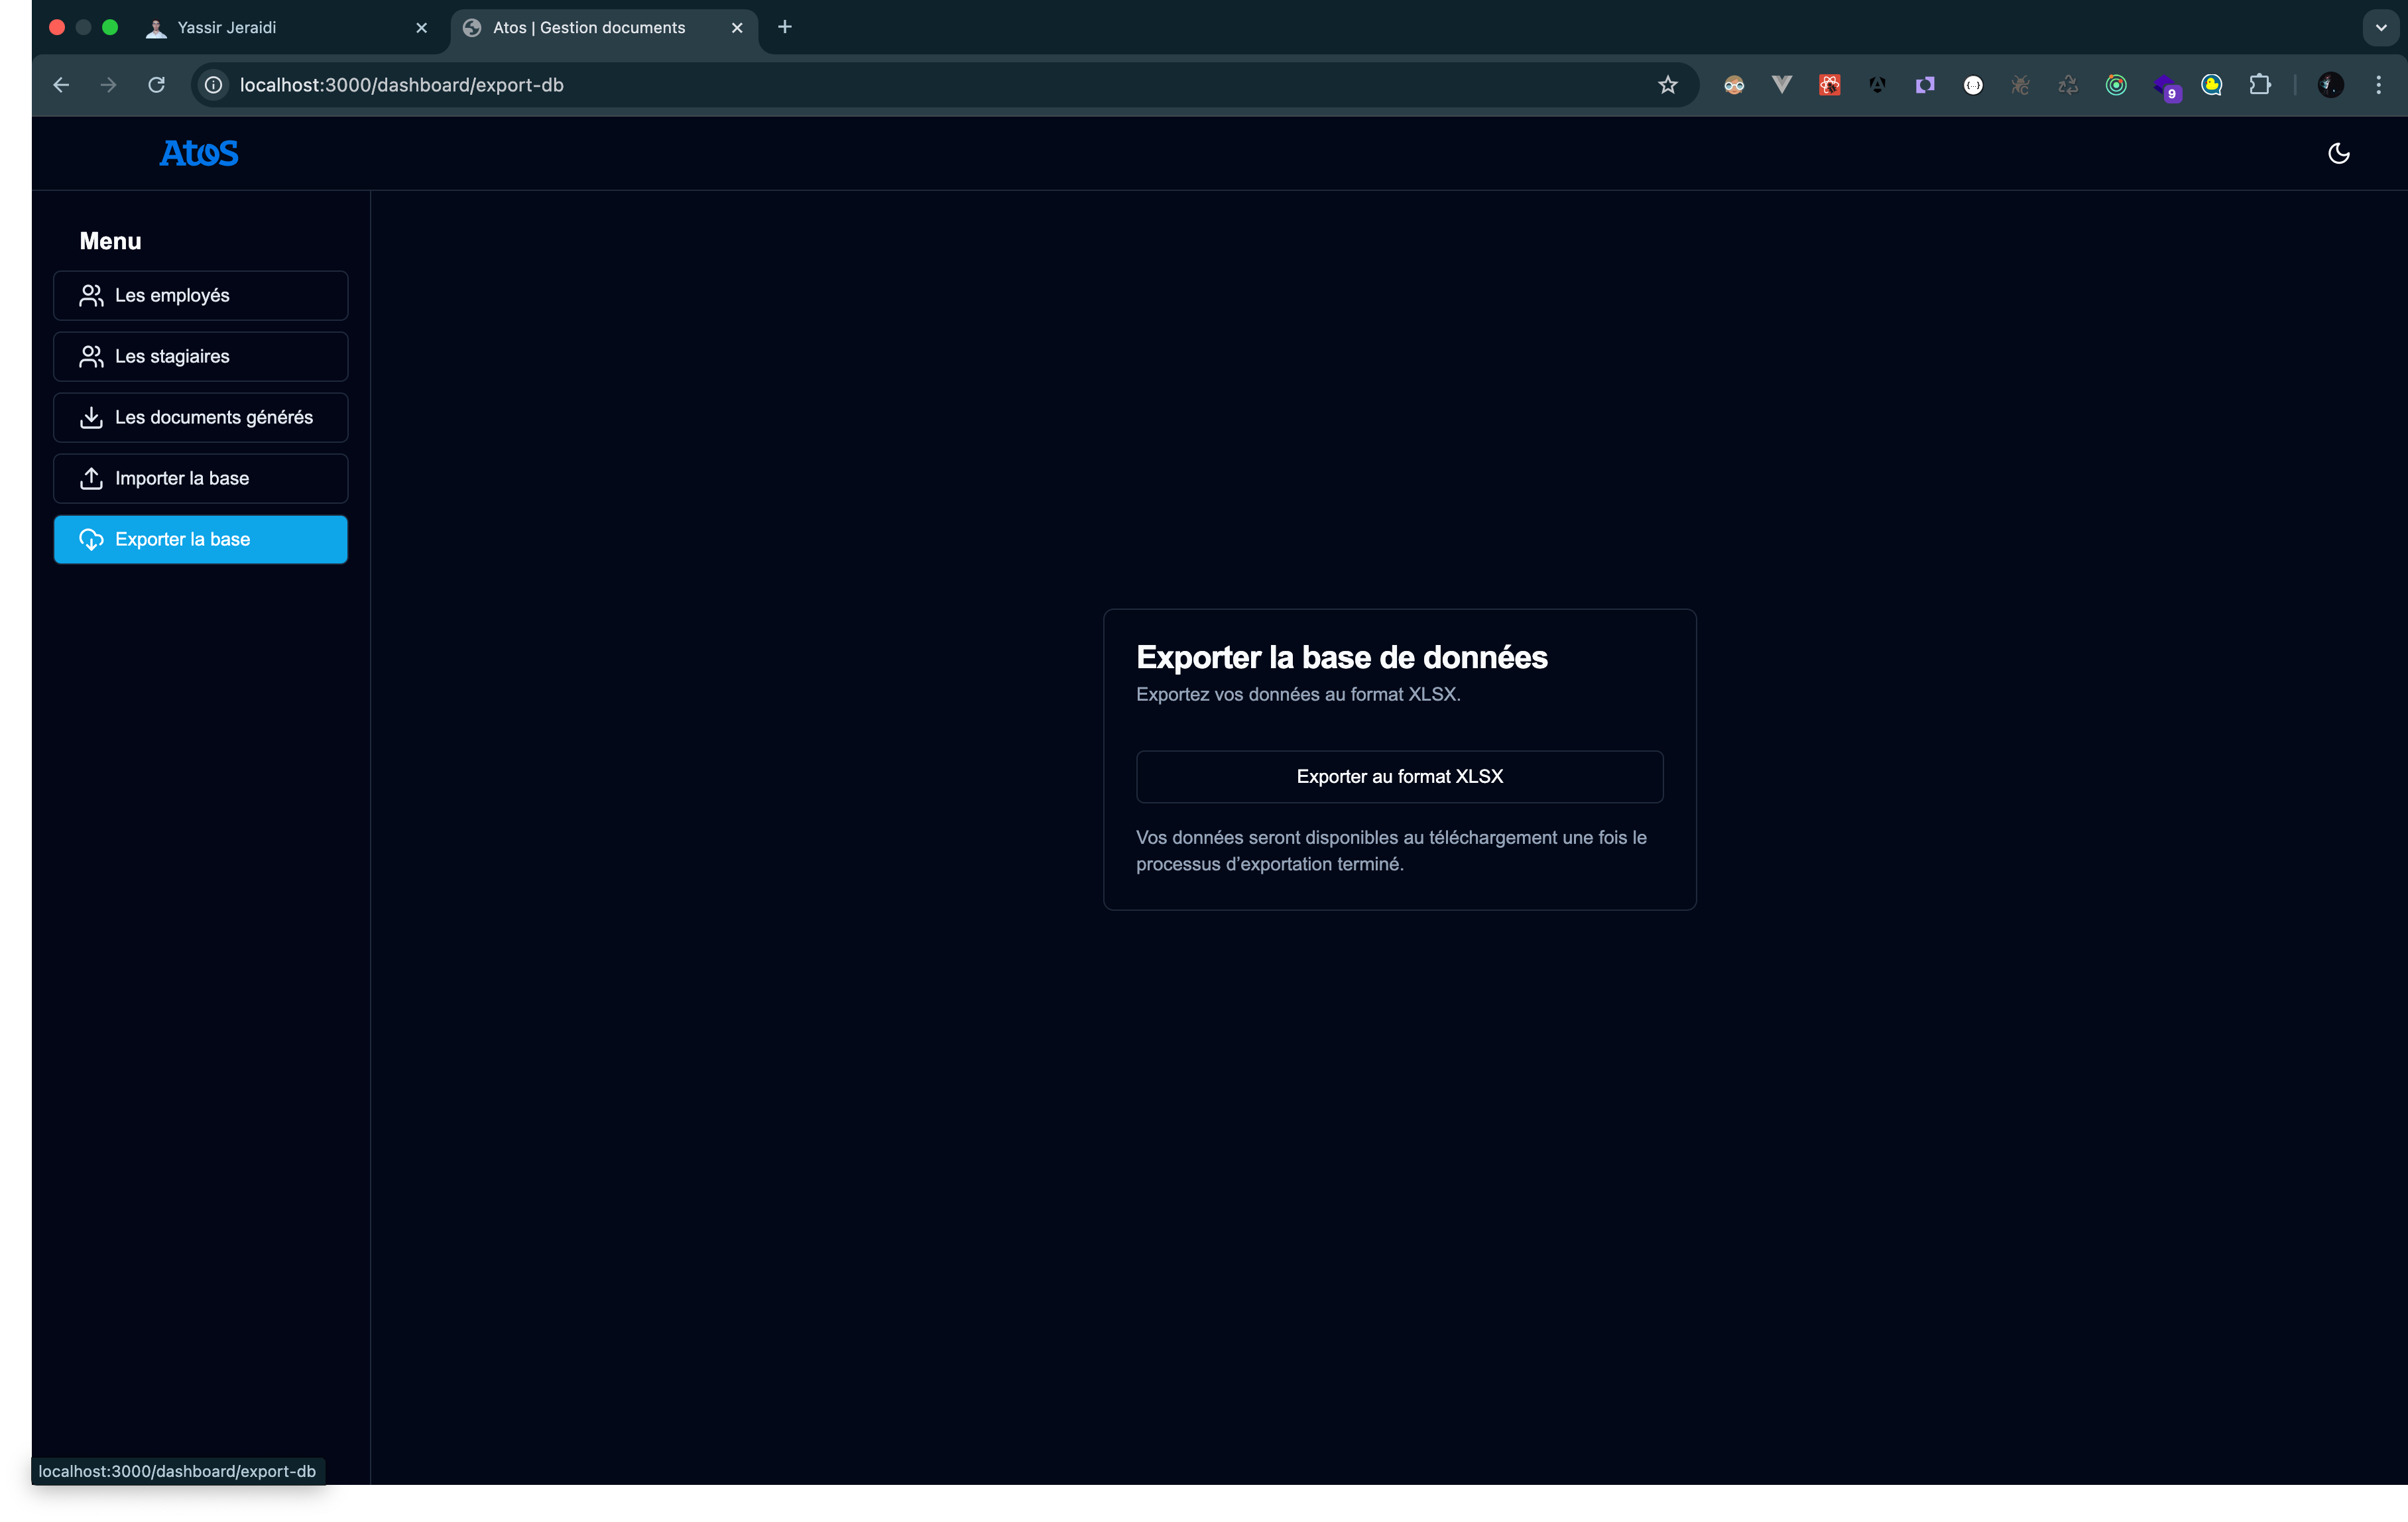 Yassir Jeraidi
Atos | Gestion documents
localhost:3000/dashboard/export-db
9
Atos
Menu
Les employés
Les stagiaires
Les documents générés
Importer la base
Exporter la base
Exporter la base de données
Exportez vos données au format XLSX.
Exporter au format XLSX
Vos données seront disponibles au téléchargement une fois le
processus d’exportation terminé.
localhost:3000/dashboard/export-db